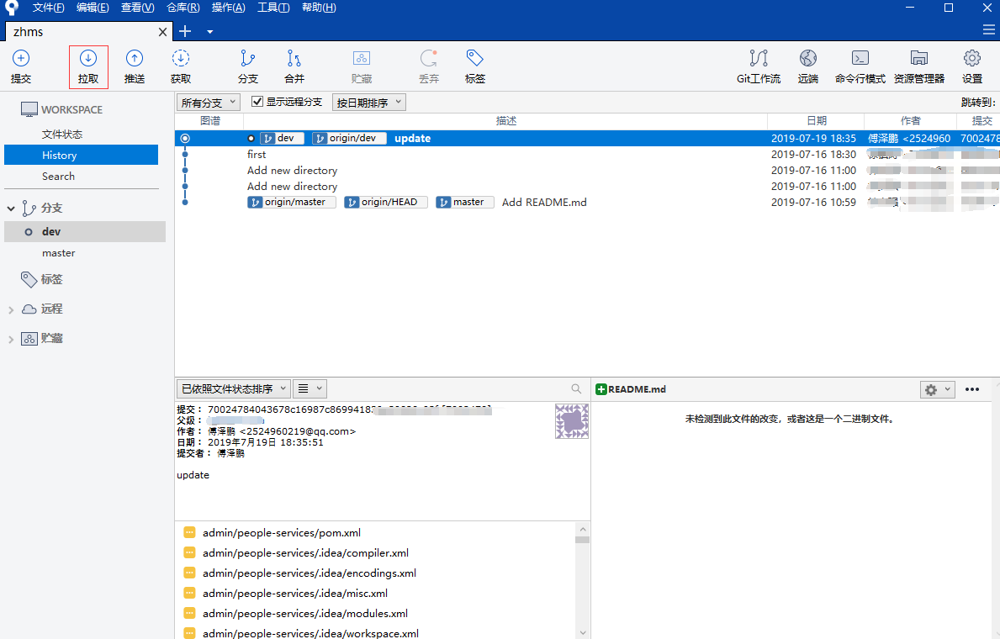 文件(F) 编辑(E) 查看(V) 仓库(R) 操作(A) 工具(T) 帮助(H)
zhms
提交 拉取 推送 获取 分支 合并 贮藏 丢弃 标签 Git工作流 远端 命令行模式 资源管理器 设置
WORKSPACE
文件状态
History
Search
分支
dev
master
标签
远程
贮藏
所有分支 显示远程分支 按日期排序 跳转到:
图谱 描述 日期 作者 提交
dev origin/dev update 2019-07-19 18:35 傅泽鹏 <2524960 7002478
first 2019-07-16 18:30
Add new directory 2019-07-16 11:00
Add new directory 2019-07-16 11:00
origin/master origin/HEAD master Add README.md 2019-07-16 10:59
已依照文件状态排序
提交： 70024784043678c16987c86994183
父级：
作者： 傅泽鹏 <2524960219@qq.com>
日期： 2019年7月19日 18:35:51
提交者： 傅泽鹏
update
admin/people-services/pom.xml
admin/people-services/.idea/compiler.xml
admin/people-services/.idea/encodings.xml
admin/people-services/.idea/misc.xml
admin/people-services/.idea/modules.xml
admin/people-services/.idea/workspace.xml
README.md
未检测到此文件的改变，或者这是一个二进制文件。